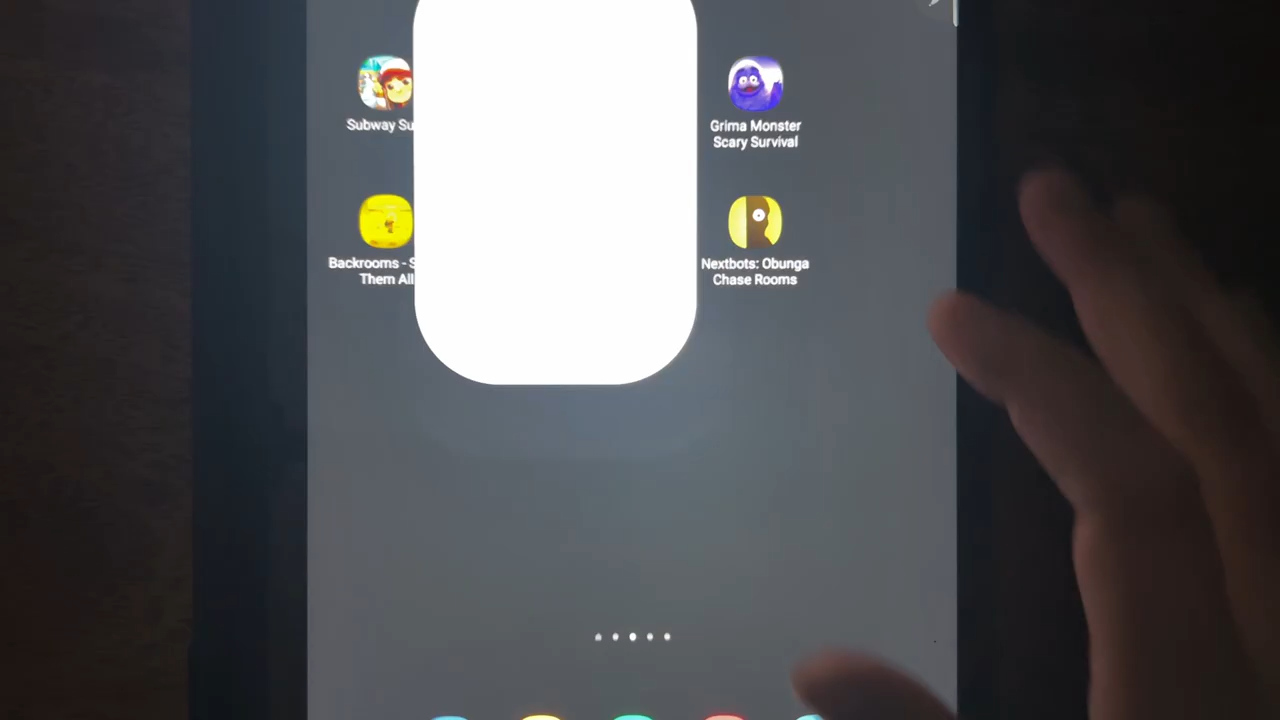 Subway Su
Grima Monster
Scary Survival
Backrooms - S
Them All
Nextbots: Obunga
Chase Rooms